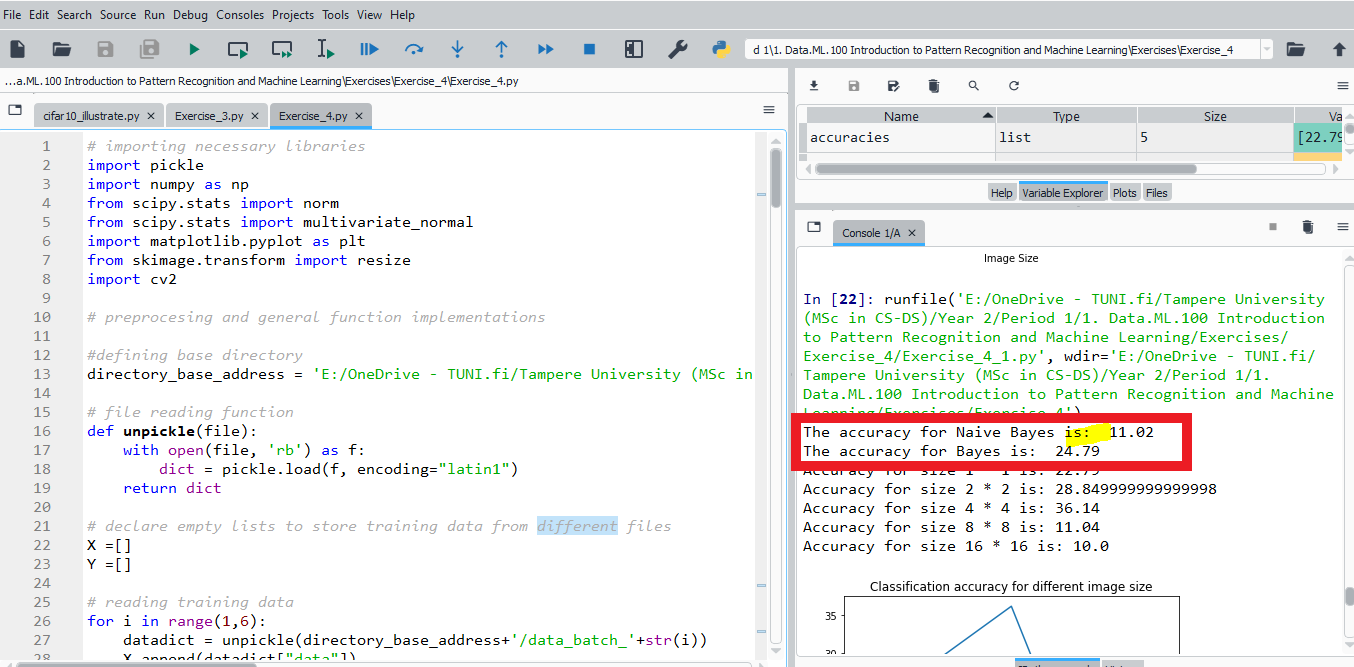 File Edit Search Source Run Debug Consoles Projects Tools View Help
d 1\1. Data.ML.100 Introduction to Pattern Recognition and Machine Learning\Exercises\Exercise_4
...a.ML.100 Introduction to Pattern Recognition and Machine Learning\Exercises\Exercise_4\Exercise_4.py
cifar10_illustrate.py Exercise_3.py Exercise_4.py
1 # importing necessary libraries
2 import pickle
3 import numpy as np
4 from scipy.stats import norm
5 from scipy.stats import multivariate_normal
6 import matplotlib.pyplot as plt
7 from skimage.transform import resize
8 import cv2
9
10 # preprocesing and general function implementations
11
12 #defining base directory
13 directory_base_address = 'E:/OneDrive - TUNI.fi/Tampere University (MSc in
14
15 # file reading function
16 def unpickle(file):
17 with open(file, 'rb') as f:
18 dict = pickle.load(f, encoding="latin1")
19 return dict
20
21 # declare empty lists to store training data from different files
22 X =[]
23 Y =[]
24
25 # reading training data
26 for i in range(1,6):
27 datadict = unpickle(directory_base_address+'/data_batch_'+str(i))
28 X.append(datadict["data"])
Name Type Size Va
accuracies list 5 [22.79
Help Variable Explorer Plots Files
Console 1/A
Image Size
In [22]: runfile('E:/OneDrive - TUNI.fi/Tampere University
(MSc in CS-DS)/Year 2/Period 1/1. Data.ML.100 Introduction
to Pattern Recognition and Machine Learning/Exercises/
Exercise_4/Exercise_4_1.py', wdir='E:/OneDrive - TUNI.fi/
Tampere University (MSc in CS-DS)/Year 2/Period 1/1.
Data.ML.100 Introduction to Pattern Recognition and Machine
Learning/Exercises/Exercise_4')
The accuracy for Naive Bayes is: 11.02
The accuracy for Bayes is: 24.79
Accuracy for size 1 * 1 is: 22.79
Accuracy for size 2 * 2 is: 28.849999999999998
Accuracy for size 4 * 4 is: 36.14
Accuracy for size 8 * 8 is: 11.04
Accuracy for size 16 * 16 is: 10.0
Classification accuracy for different image size
35
30